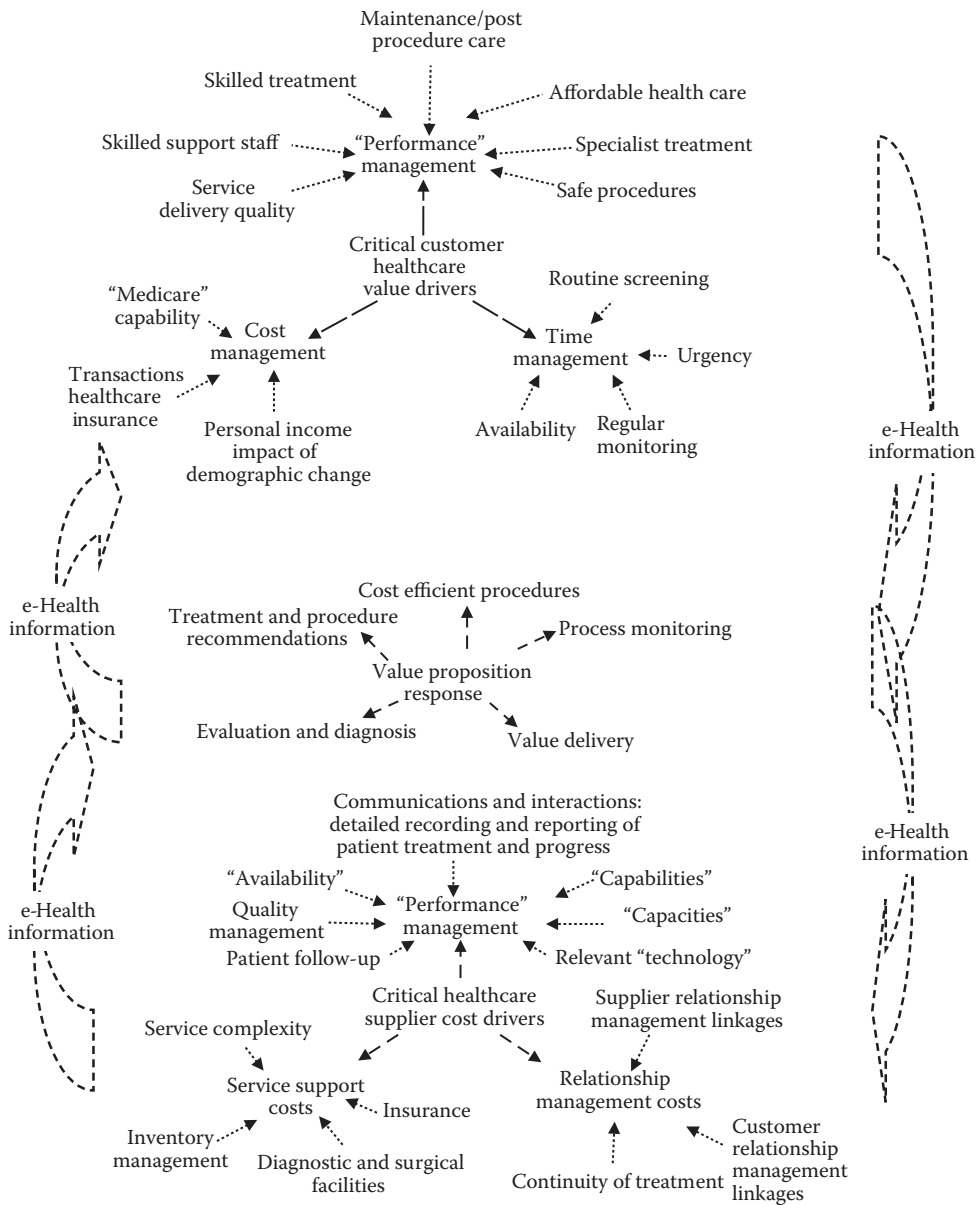 Maintenance/post
procedure care
Skilled treatment
Affordable health care
Skilled support staff
“Performance”
management
Specialist treatment
Service
delivery quality
Safe procedures
Critical customer
healthcare
value drivers
Routine screening
“Medicare”
capability
Cost
management
Time
management
Urgency
Transactions
healthcare
insurance
Personal income
impact of
demographic change
Availability
Regular
monitoring
e-Health
information
Cost efficient procedures
e-Health
information
Treatment and procedure
recommendations
Process monitoring
Value proposition
response
Evaluation and diagnosis
Value delivery
Communications and interactions:
detailed recording and reporting of
patient treatment and progress
e-Health
information
“Availability”
“Capabilities”
“Performance”
management
Quality
management
“Capacities”
e-Health
information
Patient follow-up
Relevant “technology”
Critical healthcare
supplier cost drivers
Supplier relationship
management linkages
Service complexity
Service support
costs
Relationship
management costs
Insurance
Inventory
management
Diagnostic and surgical
facilities
Continuity of treatment
Customer
relationship
management
linkages